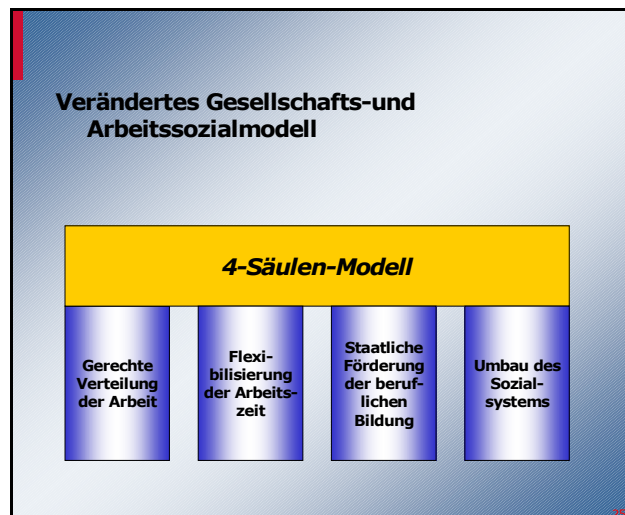 Verändertes Gesellschafts-und
Arbeitssozialmodell
4-Säulen-Modell
Gerechte
Verteilung
der Arbeit
Flexi-
bilisierung
der Arbeits-
zeit
Staatliche
Förderung
der beruf-
lichen
Bildung
Umbau des
Sozial-
systems